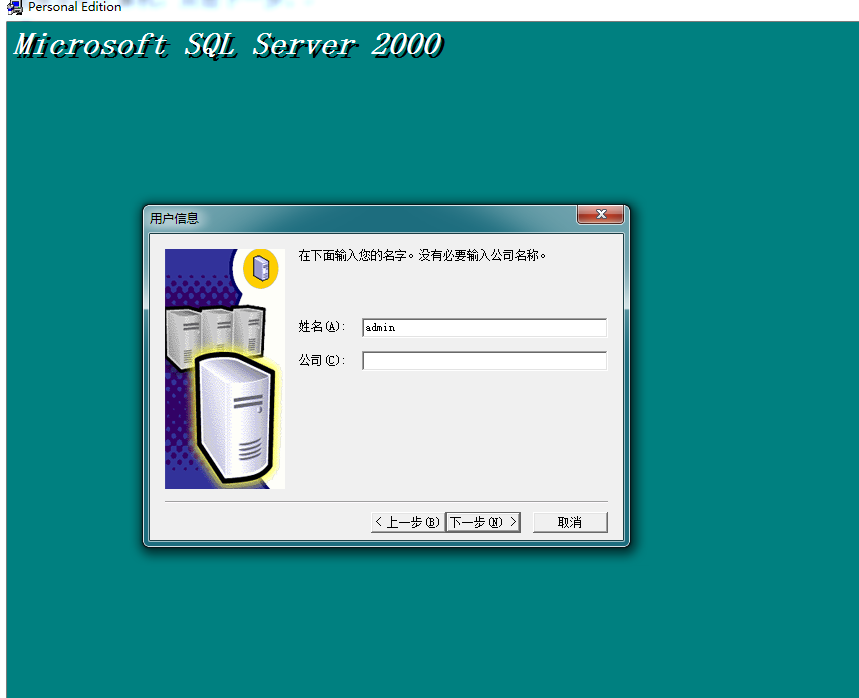 Personal Edition
Microsoft SQL Server 2000
用户信息
在下面输入您的名字。没有必要输入公司名称。
姓名(A): admin
公司(C):
< 上一步(B) 下一步(N) > 取消